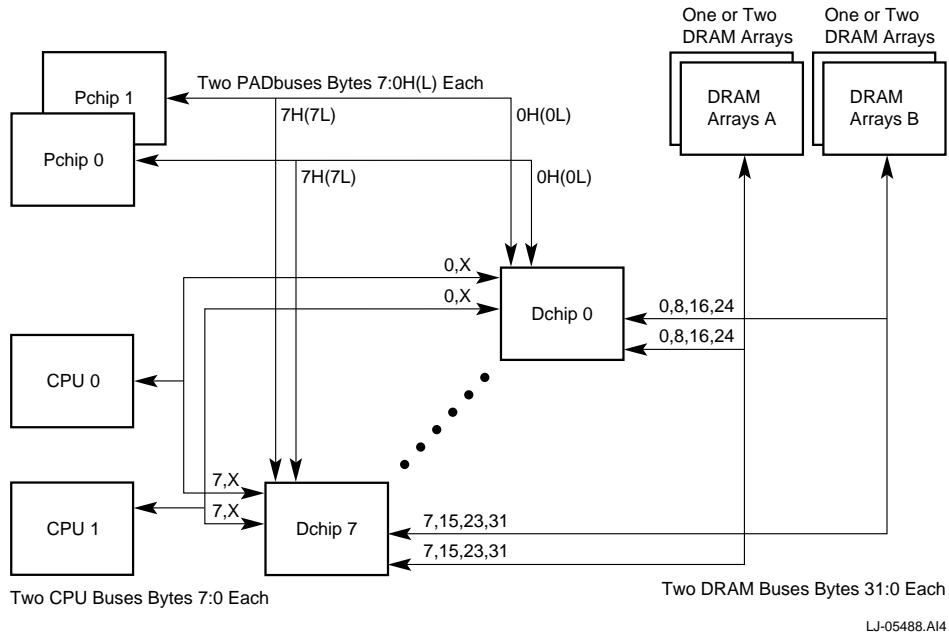 One or Two
DRAM Arrays
One or Two
DRAM Arrays
Two PADbuses Bytes 7:0H(L) Each
Pchip 1
DRAM
Arrays A
DRAM
Arrays B
7H(7L)
0H(0L)
Pchip 0
7H(7L)
0H(0L)
0,X
0,X
Dchip 0
0,8,16,24
0,8,16,24
CPU 0
7,X
7,X
CPU 1
Dchip 7
7,15,23,31
7,15,23,31
Two CPU Buses Bytes 7:0 Each
Two DRAM Buses Bytes 31:0 Each
LJ-05488.AI4